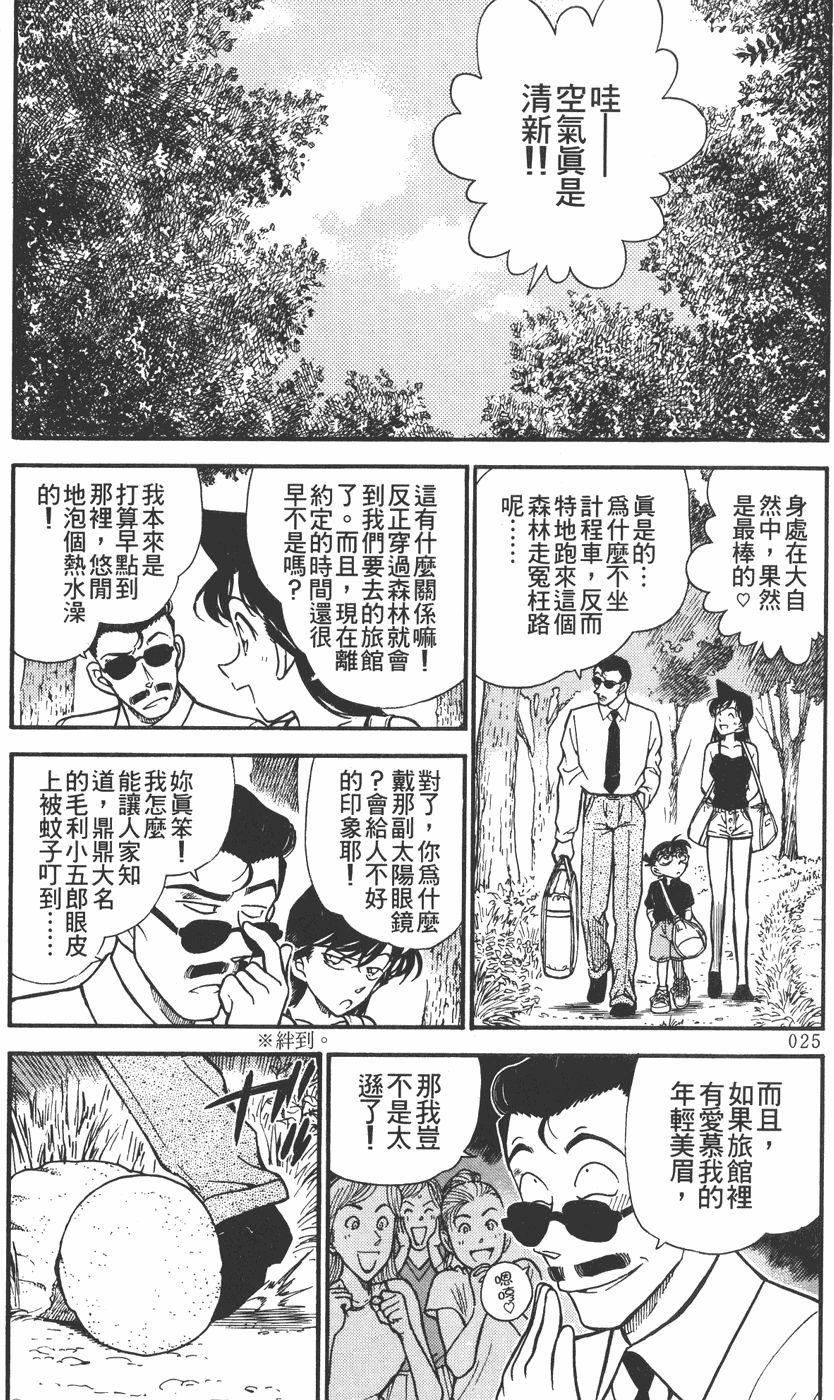 哇——
空氣眞是
清新!!
身處在大自
然中，果然
是最棒的♡
眞是的…
爲什麼不坐
計程車，反而
特地跑來這個
森林走冤枉路
呢……
這有什麼關係嘛！
反正穿過森林就會
到我們要去的旅館
了。而且，現在離
約定的時間還很
早不是嗎？
我本來是
打算早點到
那裡，悠閒
地泡個熱水澡
的！
對了，你爲什麼
戴那副太陽眼鏡
？會給人不好
的印象耶！
妳眞笨！
我怎麼
能讓人家知
道，鼎鼎大名
的毛利小五郎眼皮
上被蚊子叮到……
※絆到。
025
而且，
如果旅館裡
有愛慕我的
年輕美眉，
那我豈
不是太
遜了！
嗯哼♡